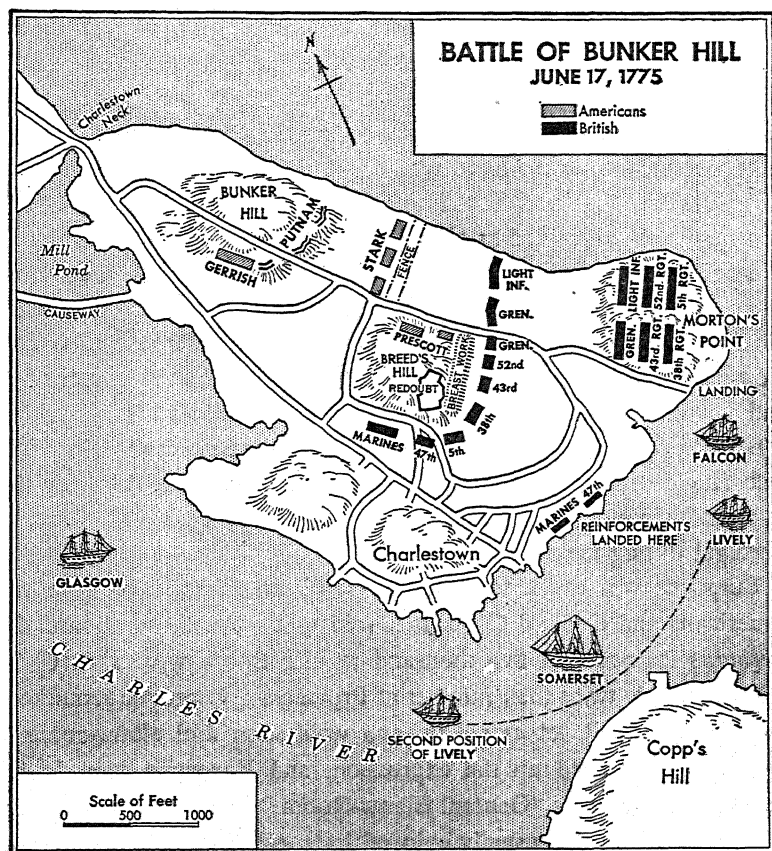 BATTLE OF BUNKER HILL
JUNE 17, 1775
Americans
British
N
Charlestown
Neck
BUNKER
HILL
PUTNAM
GERRISH
Mill
Pond
CAUSEWAY
STARK
FENCE
LIGHT
INF.
GREN.
GREN.
52nd
43rd
38th
5th
47th
MARINES
PRESCOTT
BREED'S
HILL
REDOUBT
BREAST WORKS
LIGHT INF.
52nd. RGT.
5th RGT.
GREN.
43rd. RGT.
38th RGT.
MORTON'S
POINT
LANDING
FALCON
LIVELY
MARINES
47th
REINFORCEMENTS
LANDED HERE
Charlestown
GLASGOW
SOMERSET
CHARLES RIVER
SECOND POSITION
OF LIVELY
Copp's
Hill
Scale of Feet
0 500 1000